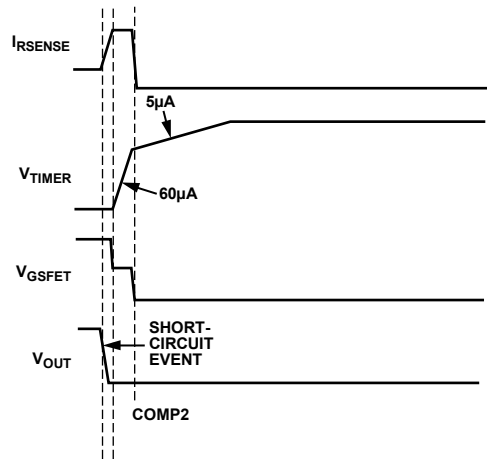 IRSENSE
5µA
VTIMER
60µA
VGSFET
SHORT-
CIRCUIT
EVENT
VOUT
COMP2